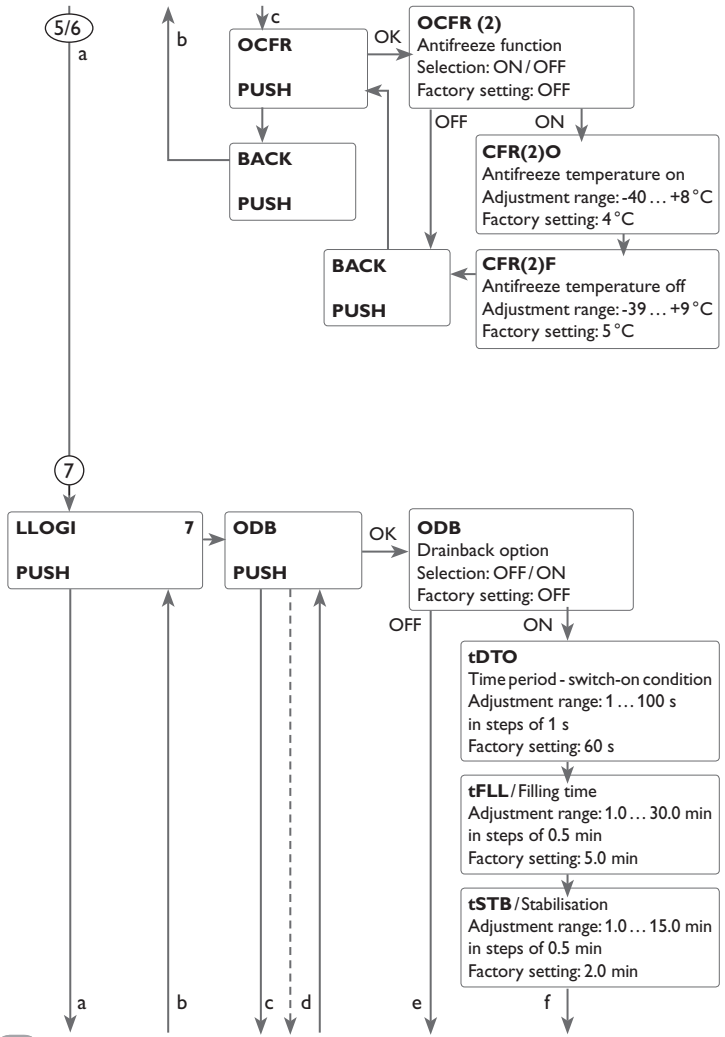 5/6
a
b
c
OCFR
PUSH
OK
OCFR (2)
Antifreeze function
Selection: ON / OFF
Factory setting: OFF
OFF
ON
BACK
PUSH
CFR(2)O
Antifreeze temperature on
Adjustment range: -40 … +8 °C
Factory setting: 4 °C
BACK
PUSH
CFR(2)F
Antifreeze temperature off
Adjustment range: -39 … +9 °C
Factory setting: 5 °C
7
LLOGI 7
PUSH
ODB
PUSH
OK
ODB
Drainback option
Selection: OFF / ON
Factory setting: OFF
OFF
ON
tDTO
Time period - switch-on condition
Adjustment range: 1 … 100 s
in steps of 1 s
Factory setting: 60 s
tFLL / Filling time
Adjustment range: 1.0 … 30.0 min
in steps of 0.5 min
Factory setting: 5.0 min
tSTB / Stabilisation
Adjustment range: 1.0 … 15.0 min
in steps of 0.5 min
Factory setting: 2.0 min
a
b
c
d
e
f